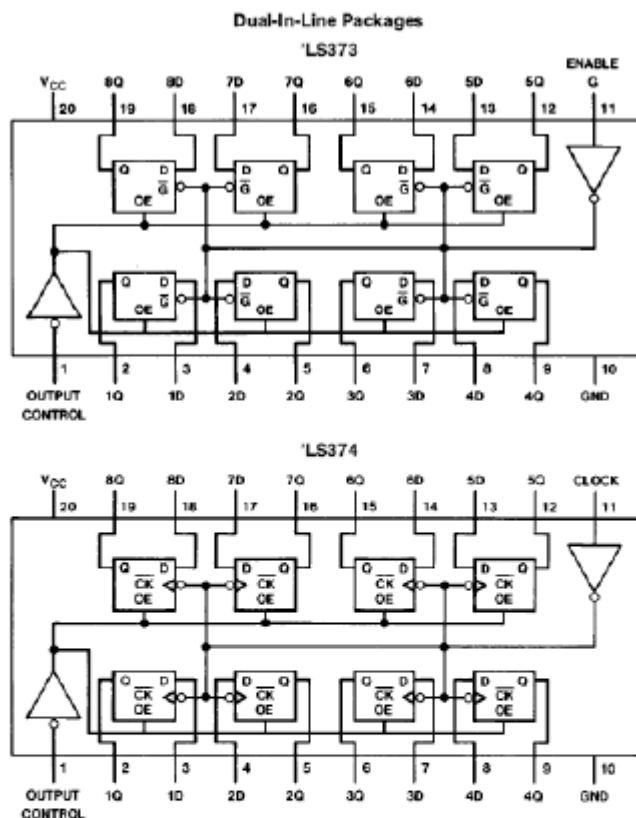 Dual-In-Line Packages
'LS373
VCC 8Q 8D 7D 7Q 6Q 6D 5D 5Q ENABLE G
20 19 18 17 16 15 14 13 12 11
Q D D Q Q D D Q
G G G G
OE OE OE OE
Q D D Q Q D D Q
G G G G
OE OE OE OE
1 2 3 4 5 6 7 8 9 10
OUTPUT CONTROL 1Q 1D 2D 2Q 3Q 3D 4D 4Q GND
'LS374
VCC 8Q 8D 7D 7Q 6Q 6D 5D 5Q CLOCK
20 19 18 17 16 15 14 13 12 11
Q D D Q Q D D Q
CK CK CK CK
OE OE OE OE
Q D D Q Q D D Q
CK CK CK CK
OE OE OE OE
1 2 3 4 5 6 7 8 9 10
OUTPUT CONTROL 1Q 1D 2D 2Q 3Q 3D 4D 4Q GND